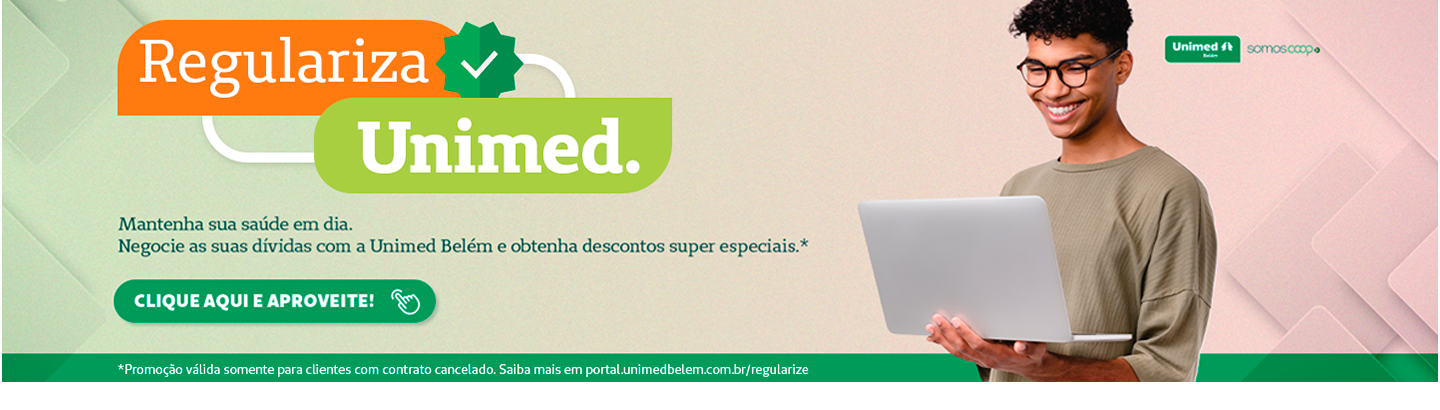 Regulariza
Unimed.
Unimed
Belém
somoscoop
Mantenha sua saúde em dia.
Negocie as suas dívidas com a Unimed Belém e obtenha descontos super especiais.*
CLIQUE AQUI E APROVEITE!
*Promoção válida somente para clientes com contrato cancelado. Saiba mais em portal.unimedbelem.com.br/regularize